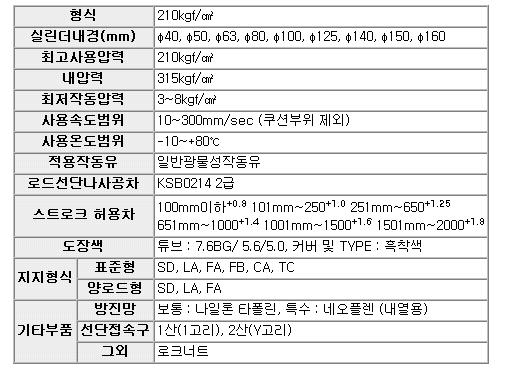 형식 210kgf/㎠
실린더내경(mm) φ40, φ50, φ63, φ80, φ100, φ125, φ140, φ150, φ160
최고사용압력 210kgf/㎠
내압력 315kgf/㎠
최저작동압력 3~8kgf/㎠
사용속도범위 10~300mm/sec (쿠션부위 제외)
사용온도범위 -10~+80℃
적용작동유 일반광물성작동유
로드선단나사공차 KSB0214 2급
스트로크 허용차 100mm이하+0.8 101mm~250+1.0 251mm~650+1.25
651mm~1000+1.4 1001mm~1500+1.6 1501mm~2000+1.8
도장색 튜브 : 7.6BG/ 5.6/5.0, 커버 및 TYPE : 흑착색
지지형식 표준형 SD, LA, FA, FB, CA, TC
양로드형 SD, LA, FA
기타부품 방진망 보통 : 나일론 타폴린, 특수 : 네오플렌 (내열용)
선단접속구 1산(1고리), 2산(Y고리)
그외 로크너트